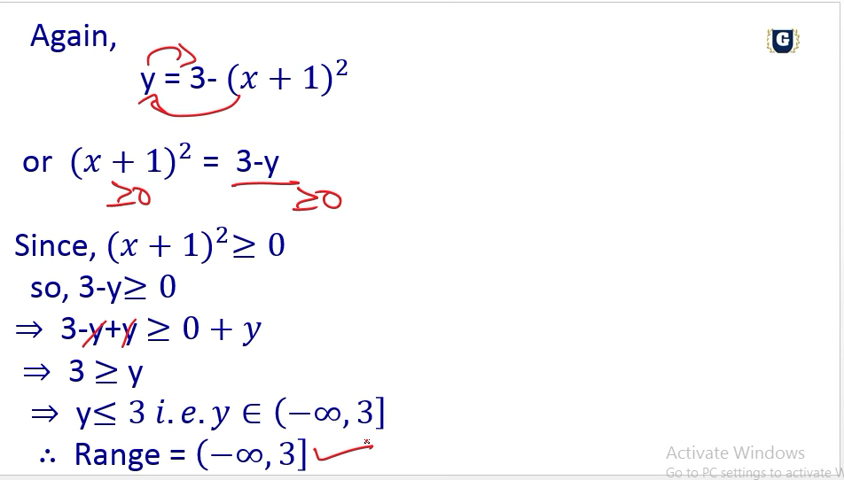 Again,
G
y = 3- (x + 1)²
or (x + 1)² = 3-y
≥0 ≥0
Since, (x + 1)² ≥ 0
so, 3-y≥ 0
⇒ 3-y+y ≥ 0 + y
⇒ 3 ≥ y
⇒ y≤ 3 i.e. y ∈ (−∞, 3]
∴ Range = (−∞, 3]
Activate Windows
Go to PC settings to activate W